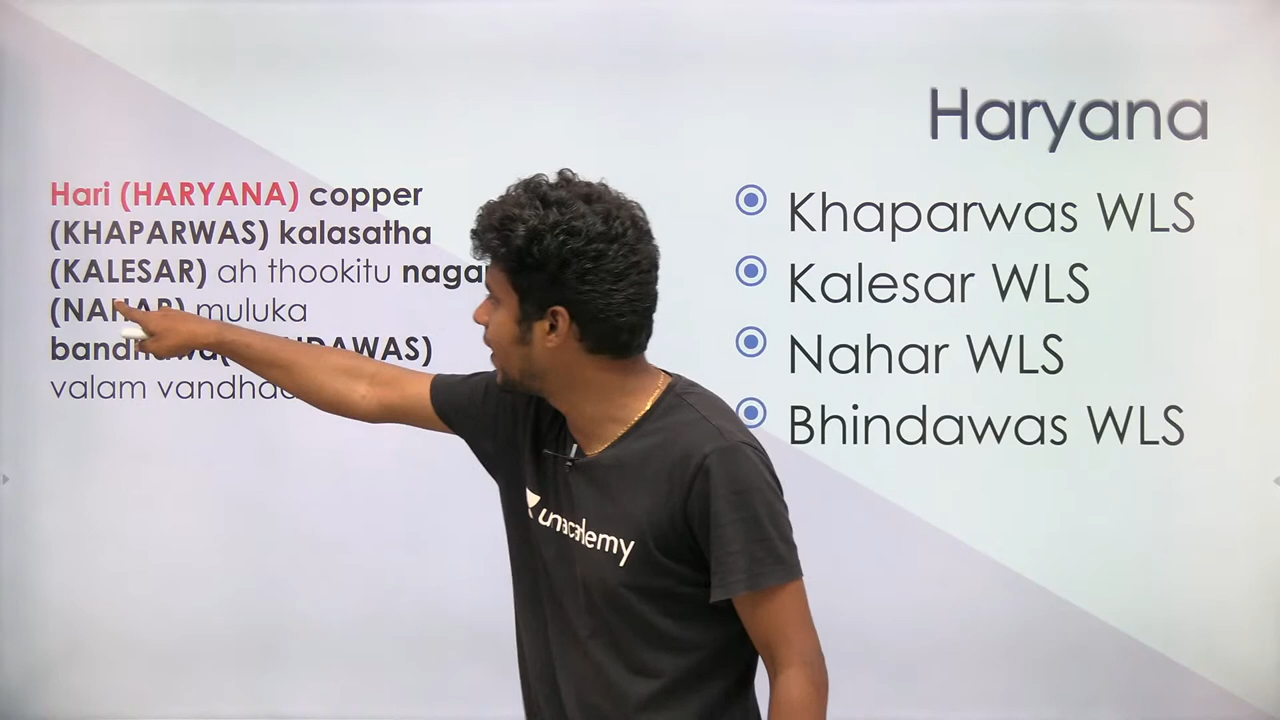 Haryana
Hari (HARYANA) copper
(KHAPARWAS) kalasatha
(KALESAR) ah thookitu
muluka
valam
Khaparwas WLS
Kalesar WLS
Nahar WLS
Bhindawas WLS
unacademy